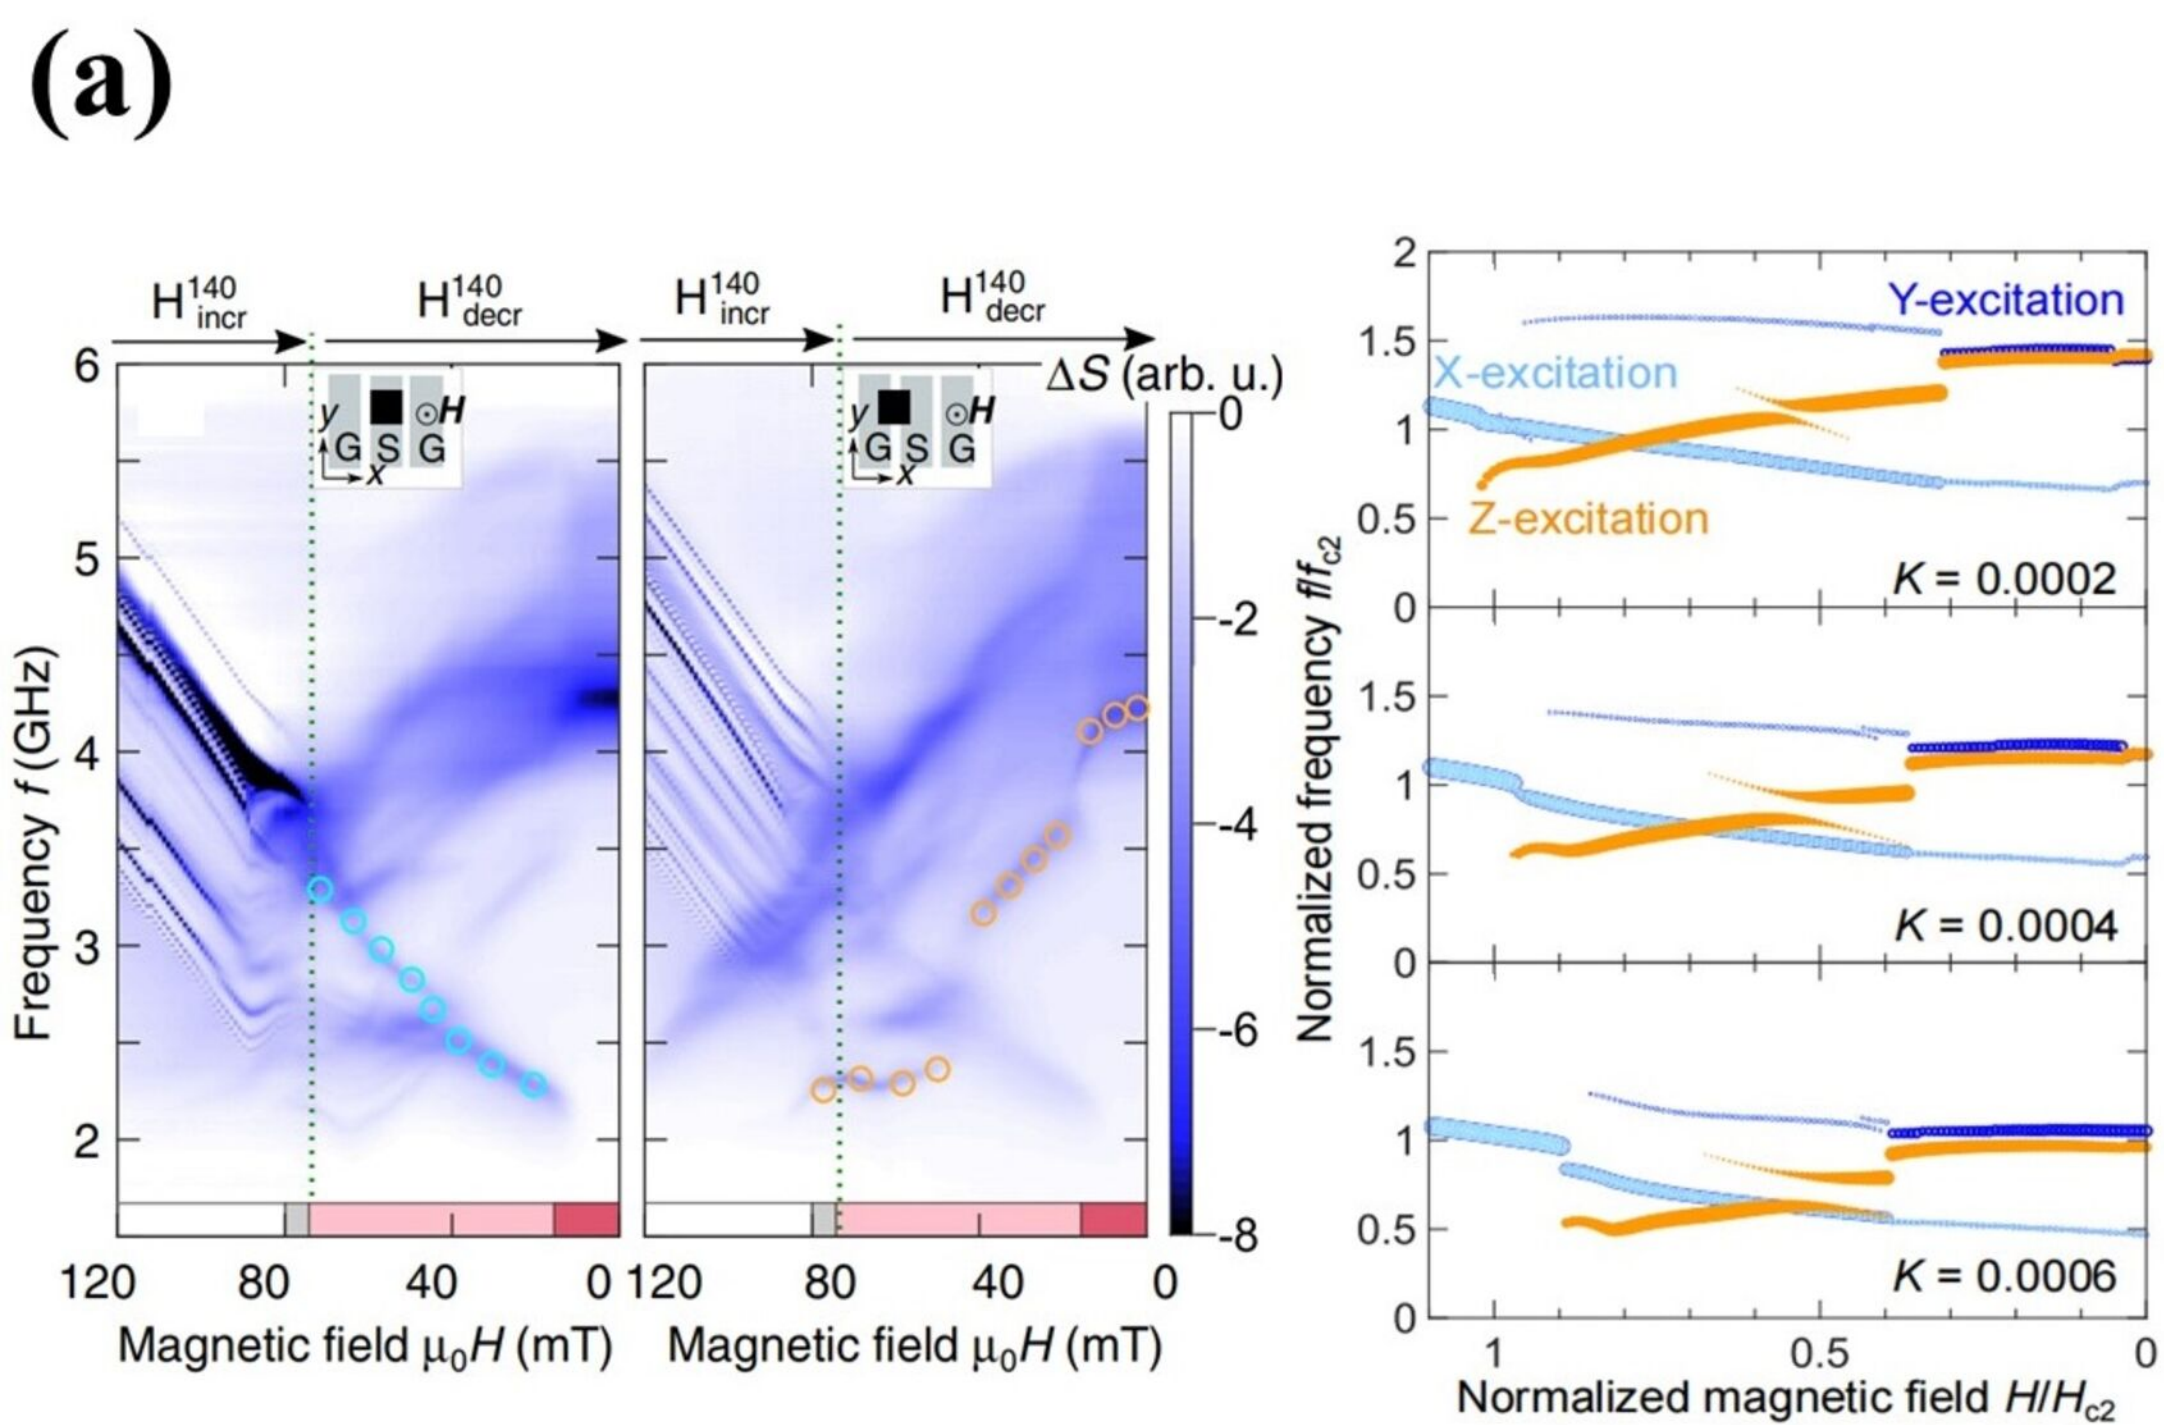 (a)
H140incr H140decr H140incr H140decr
ΔS (arb. u.)
y G S G x ⊙H
y G S G x ⊙H
6
5
4
3
2
Frequency f (GHz)
0
-2
-4
-6
-8
120 80 40 0 120 80 40 0
Magnetic field μ0H (mT) Magnetic field μ0H (mT)
Normalized frequency f/fc2
2
1.5
1
0.5
0
Y-excitation
X-excitation
Z-excitation
K = 0.0002
1.5
1
0.5
0
K = 0.0004
1.5
1
0.5
0
K = 0.0006
1 0.5 0
Normalized magnetic field H/Hc2